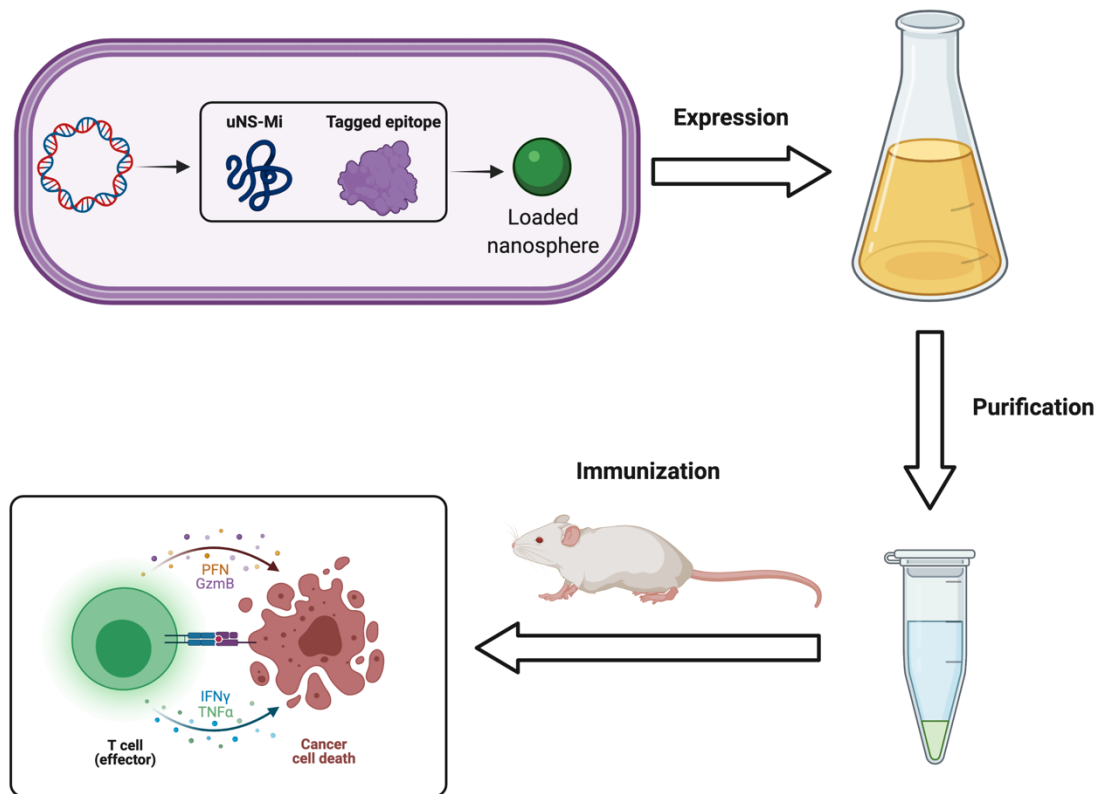 uNS-Mi
Tagged epitope
Loaded
nanosphere
Expression
Purification
Immunization
PFN
GzmB
IFNγ
TNFα
T cell
(effector)
Cancer
cell death